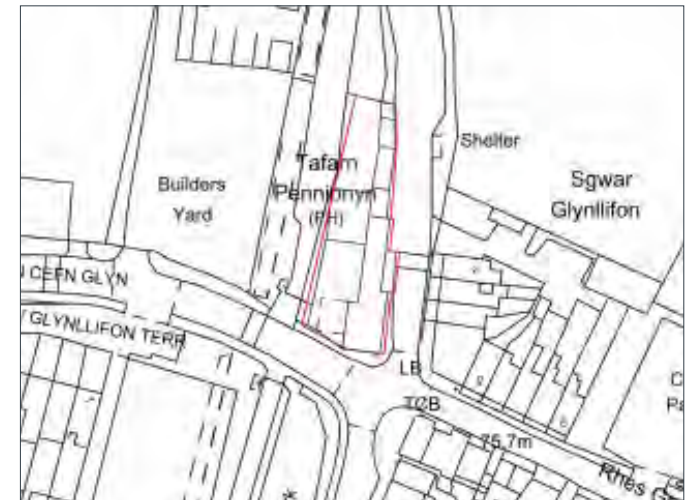 Shelter
Tafarn
Pennionyn
(PH)
Builders
Yard
Sgwar
Glynllifon
CEFN GLYN
GLYNLLIFON TERR
LB
TCB
75.7m
Rhes